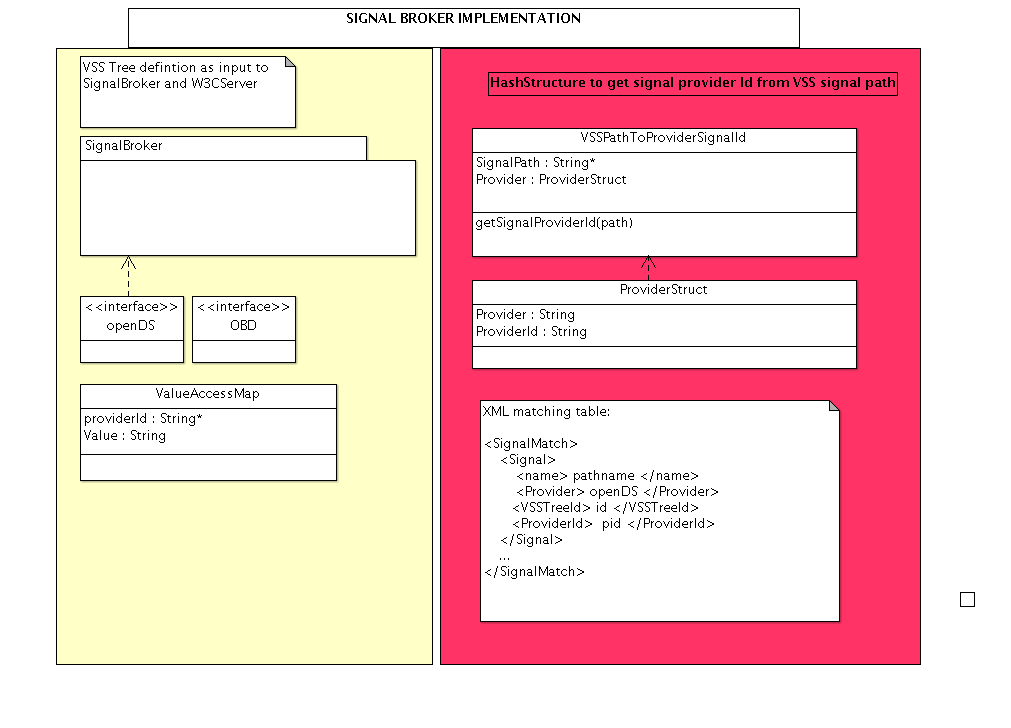 SIGNAL BROKER IMPLEMENTATION
VSS Tree defintion as input to
SignalBroker and W3CServer
SignalBroker
<<interface>>
openDS
<<interface>>
OBD
ValueAccessMap
providerId : String*
Value : String
HashStructure to get signal provider Id from VSS signal path
VSSPathToProviderSignalId
SignalPath : String*
Provider : ProviderStruct
getSignalProviderId(path)
ProviderStruct
Provider : String
ProviderId : String
XML matching table:
<SignalMatch>
<Signal>
<name> pathname </name>
<Provider> openDS </Provider>
<VSSTreeId> id </VSSTreeId>
<ProviderId> pid </ProviderId>
</Signal>
...
</SignalMatch>